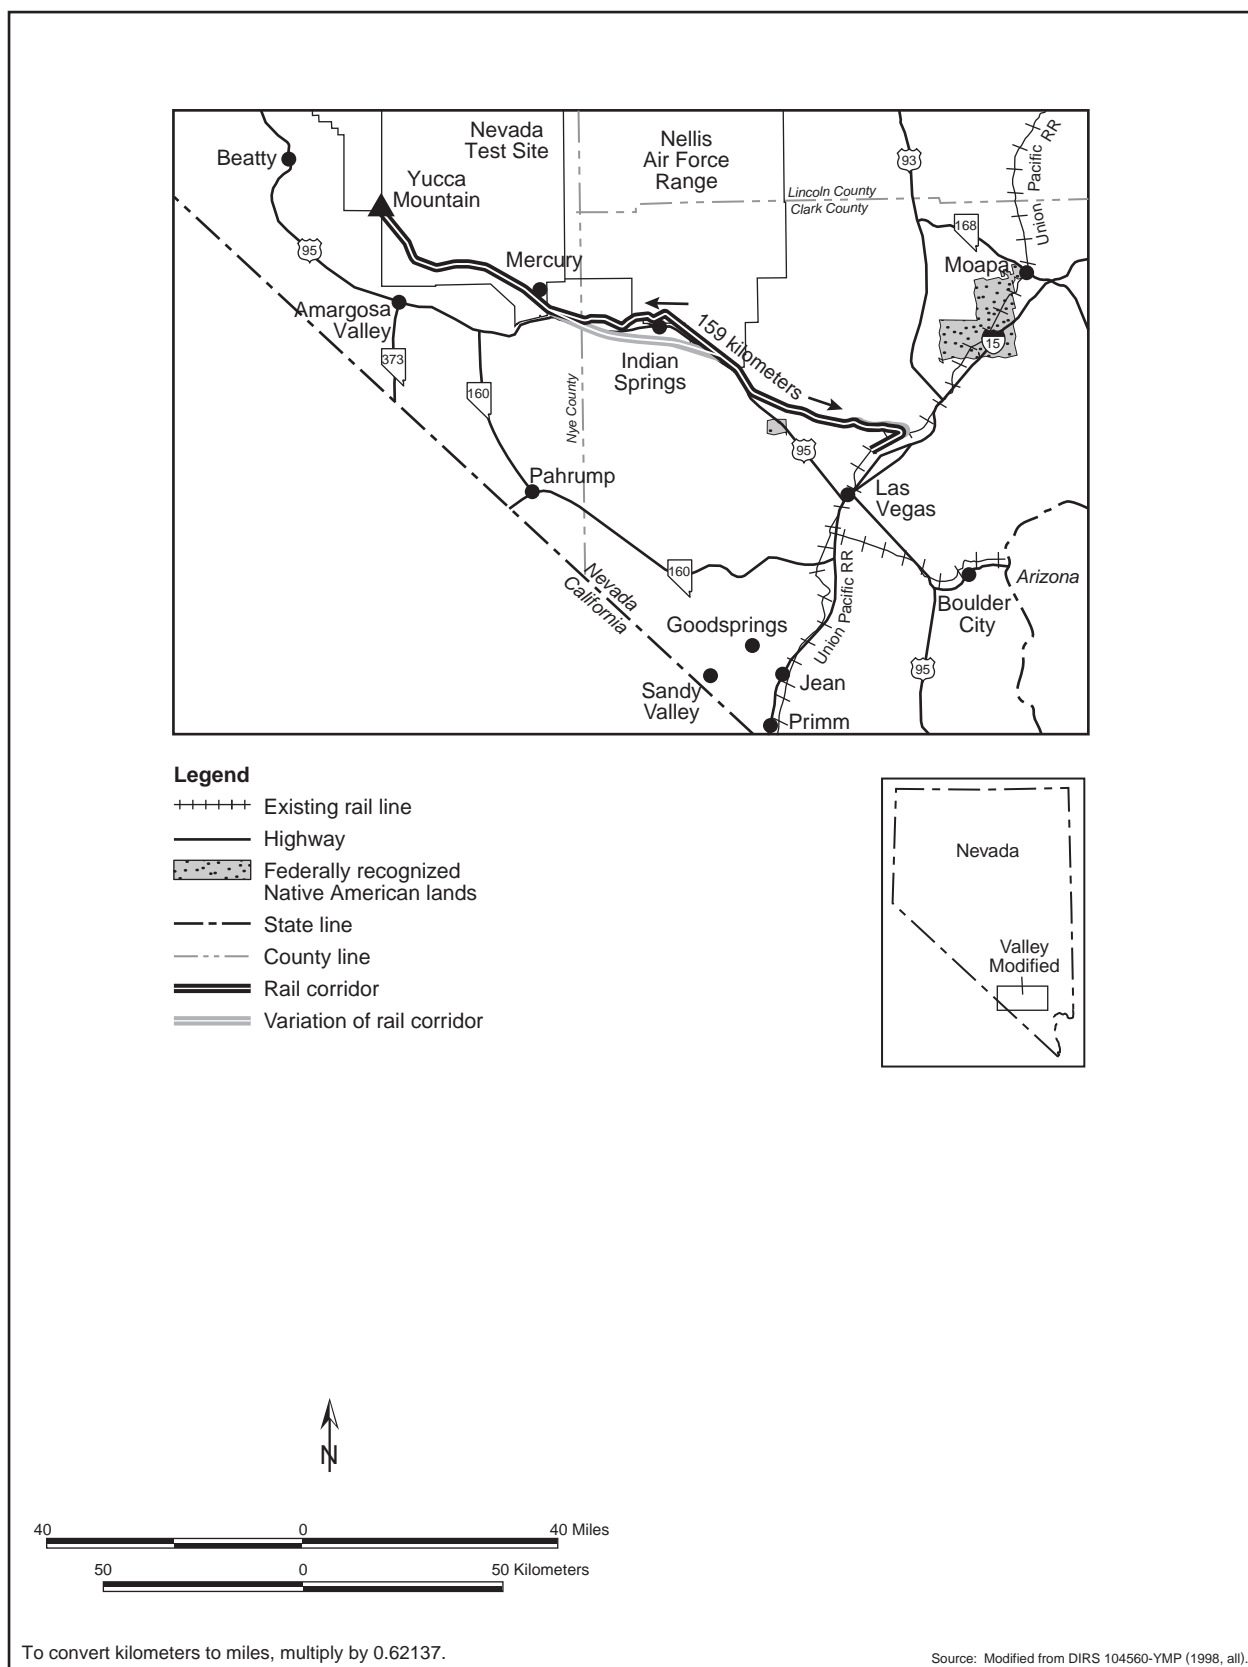 Beatty
Nevada
Test Site
Nellis
Air Force
Range
93
Union Pacific RR
Yucca
Mountain
Lincoln County
Clark County
168
95
Mercury
Moapa
Amargosa
Valley
159 kilometers
15
373
Indian
Springs
160
Nye County
95
Pahrump
Las
Vegas
160
Nevada
California
Union Pacific RR
Arizona
Boulder
City
Goodsprings
95
Sandy
Valley
Jean
Primm
Legend
Existing rail line
Highway
Federally recognized
Native American lands
State line
County line
Rail corridor
Variation of rail corridor
Nevada
Valley
Modified
N
40 0 40 Miles
50 0 50 Kilometers
To convert kilometers to miles, multiply by 0.62137.
Source: Modified from DIRS 104560-YMP (1998, all).